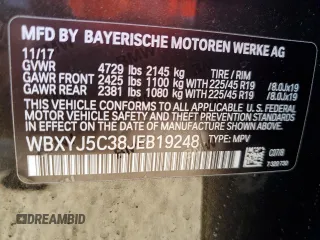 MFD BY BAYERISCHE MOTOREN WERKE AG
11/17
GVWR 4729 lbs 2145 kg TIRE / RIM
GAWR FRONT 2425 lbs 1100 kg 225/45 R19 /8.0Jx19
GAWR REAR 2381 lbs 1080 kg 225/45 R19 /8.0Jx19
THIS VEHICLE CONFORMS TO ALL APPLICABLE U.S. FEDERAL
MOTOR VEHICLE SAFETY, BUMPER, AND THEFT PREVENTION
STANDARDS IN EFFECT ON THE DATE OF MANUFACTURE SHOWN ABOVE.
WBXYJ5C38JEB19248 TYPE: MPV
WBXYJ5C38JEB19248
BIDINFO